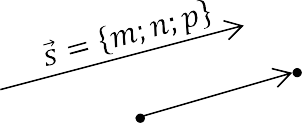 s⃗ = {m; n; p}